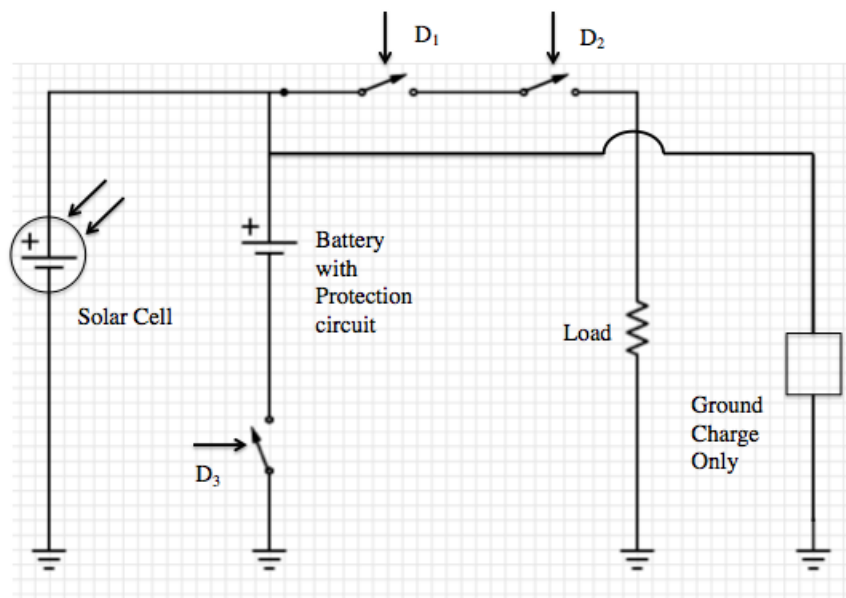 D₁
D₂
+
+
Battery
with
Protection
circuit
Solar Cell
Load
Ground
Charge
Only
D₃